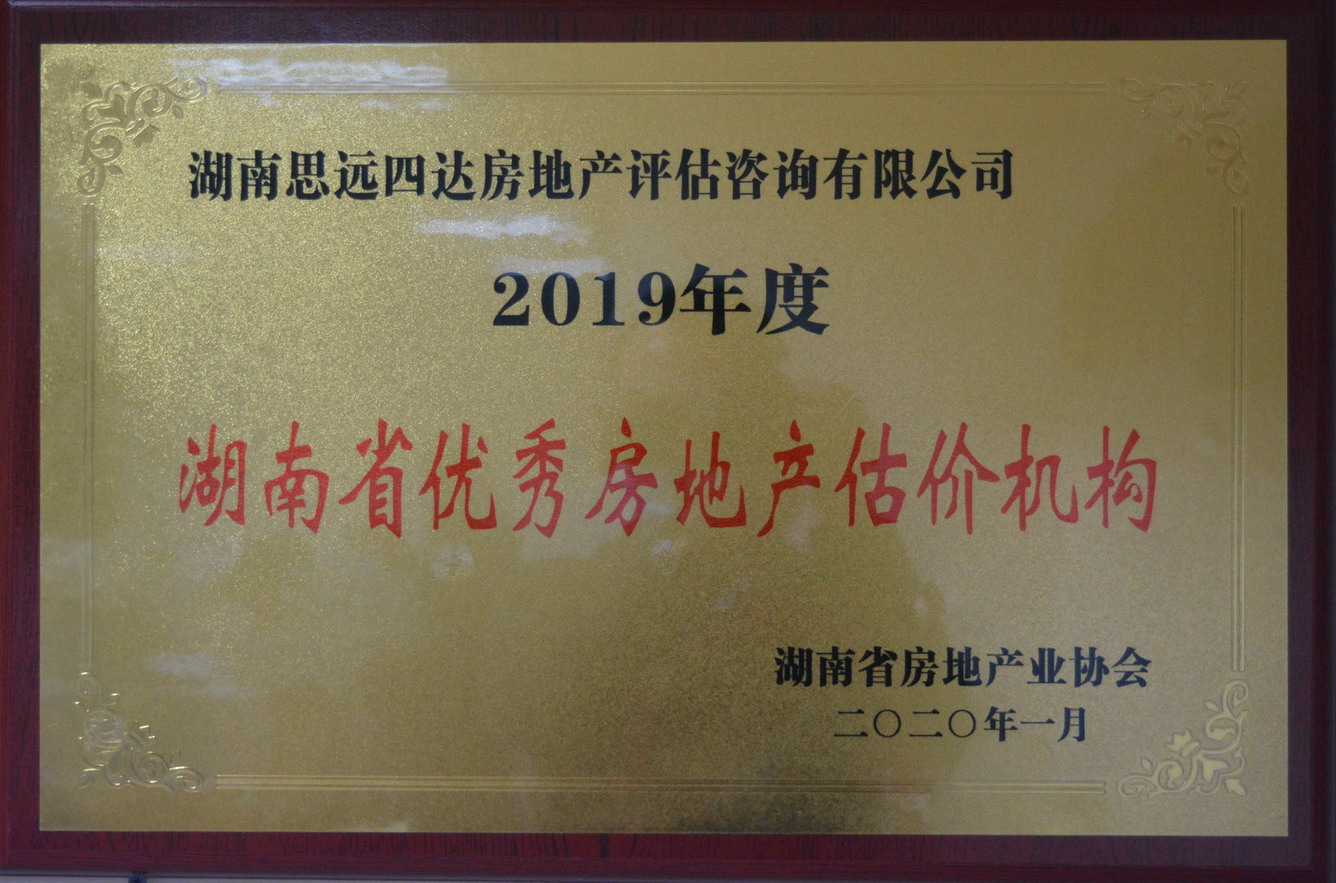 湖南思远四达房地产评估咨询有限公司
2019年度
湖南省优秀房地产估价机构
湖南省房地产业协会
二〇二〇年一月